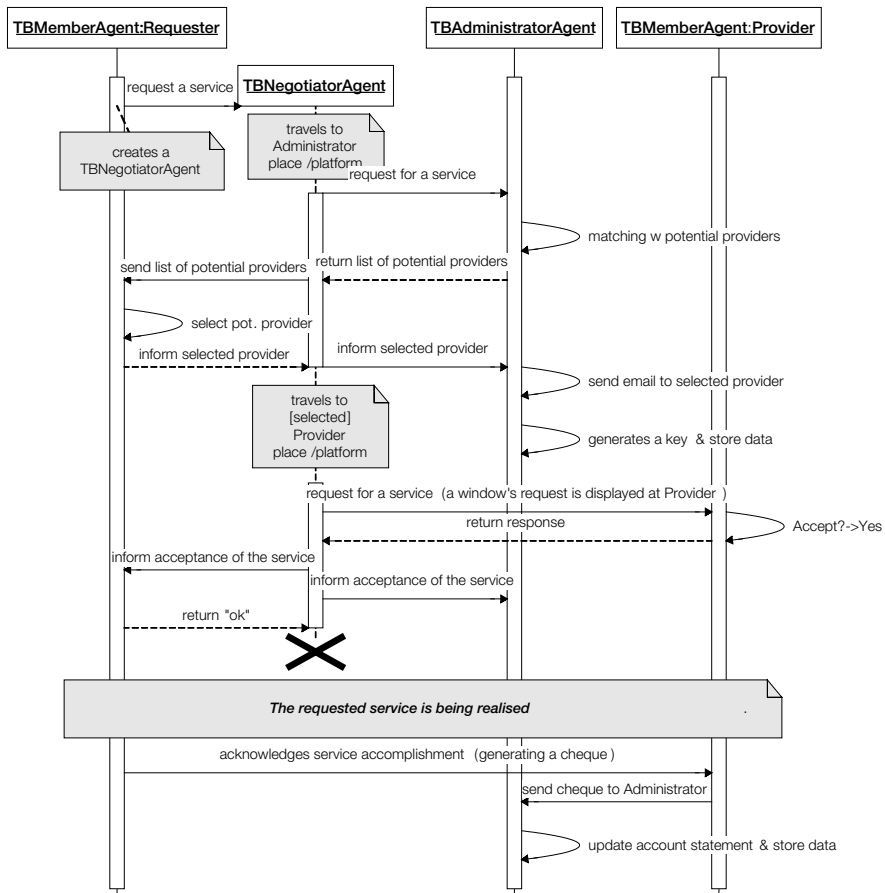 TBMemberAgent:Requester
TBAdministratorAgent
TBMemberAgent:Provider
request a service
TBNegotiatorAgent
creates a
TBNegotiatorAgent
travels to
Administrator
place /platform
request for a service
matching w potential providers
return list of potential providers
send list of potential providers
select pot. provider
inform selected provider
inform selected provider
send email to selected provider
travels to
[selected]
Provider
place /platform
generates a key & store data
request for a service (a window's request is displayed at Provider )
return response
Accept?->Yes
inform acceptance of the service
inform acceptance of the service
return "ok"
The requested service is being realised .
acknowledges service accomplishment (generating a cheque )
send cheque to Administrator
update account statement & store data